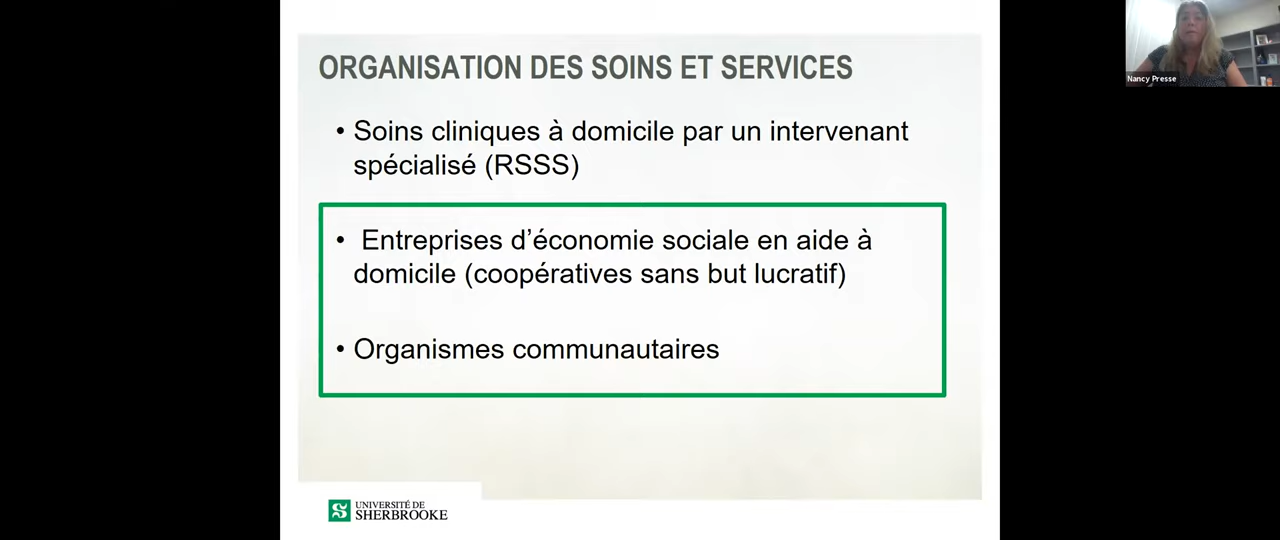 ORGANISATION DES SOINS ET SERVICES
• Soins cliniques à domicile par un intervenant
spécialisé (RSSS)
• Entreprises d'économie sociale en aide à
domicile (coopératives sans but lucratif)
• Organismes communautaires
UNIVERSITÉ DE
SHERBROOKE
Nancy Presse